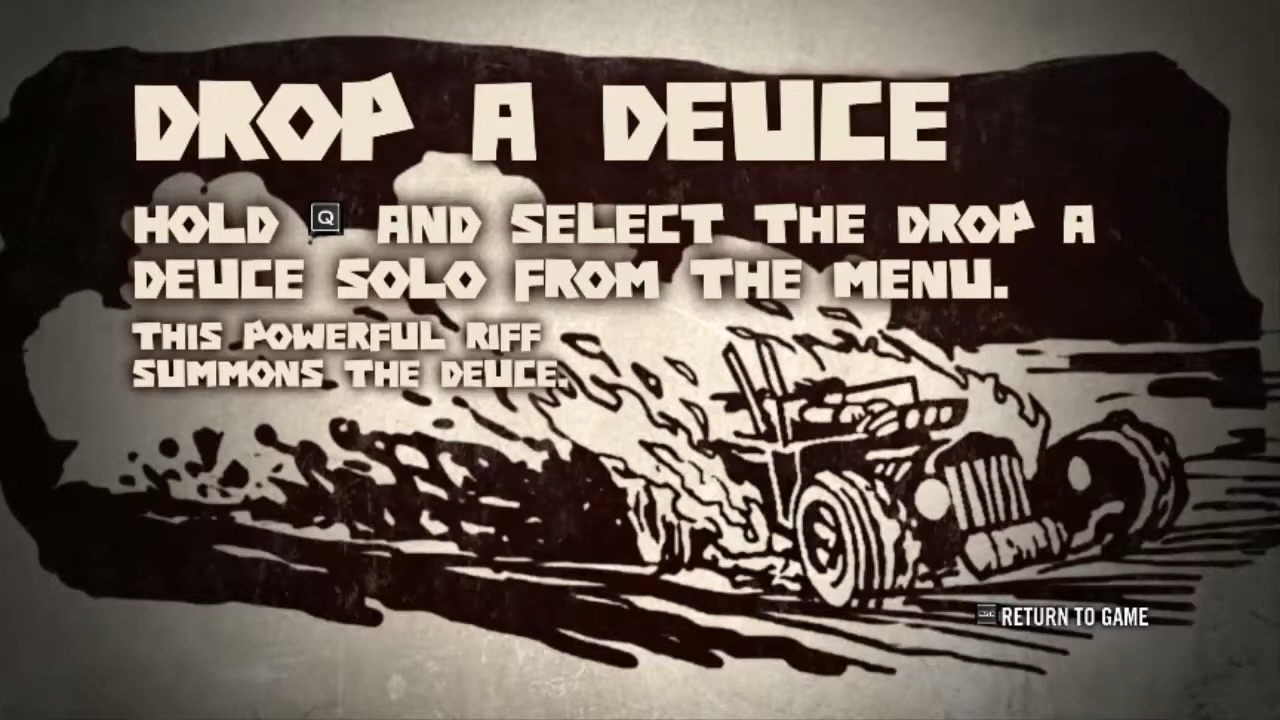 DROP A DEUCE
HOLD Q AND SELECT THE DROP A
DEUCE SOLO FROM THE MENU.
THIS POWERFUL RIFF
SUMMONS THE DEUCE.
RETURN TO GAME